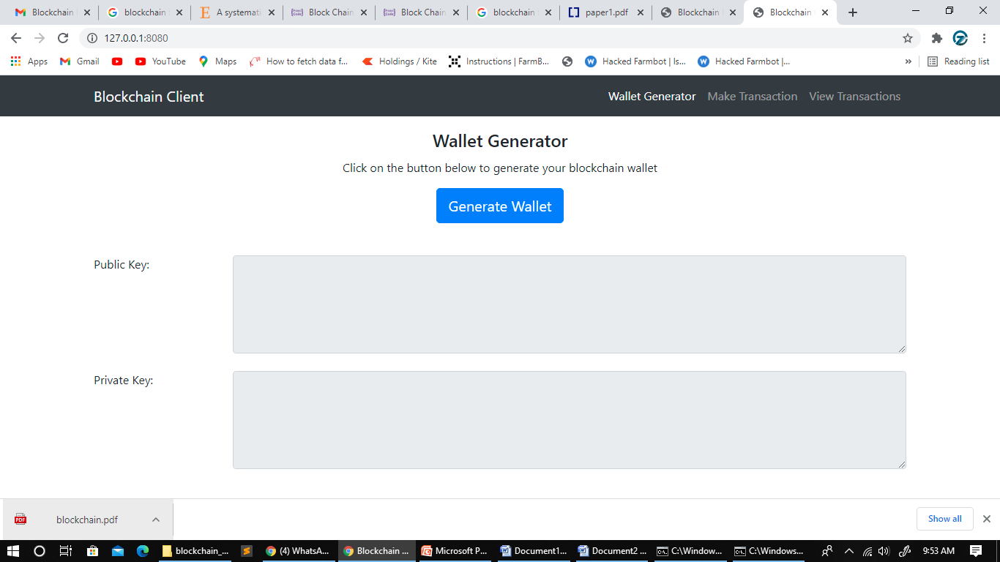 Blockchain blockchain A systemati Block Chain Block Chain blockchain paper1.pdf Blockchain Blockchain
127.0.0.1:8080
Apps Gmail YouTube Maps How to fetch data f... Holdings / Kite Instructions | FarmB... Hacked Farmbot | Is... Hacked Farmbot |... » Reading list
Blockchain Client Wallet Generator Make Transaction View Transactions
Wallet Generator
Click on the button below to generate your blockchain wallet
Generate Wallet
Public Key:
Private Key:
blockchain.pdf Show all
blockchain_... (4) WhatsA... Blockchain ... Microsoft P... Document1... Document2 ... C:\Window... C:\Windows... 9:53 AM